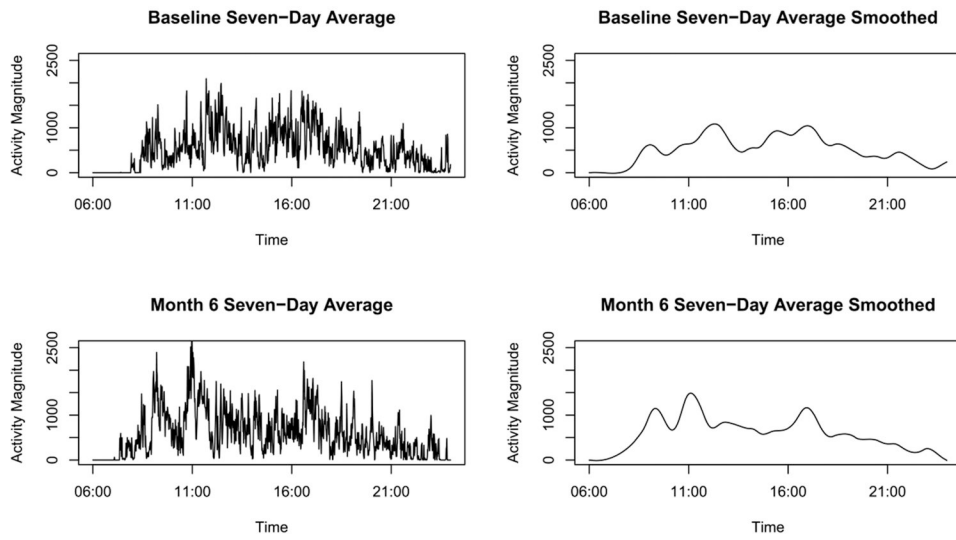 Baseline Seven−Day Average
Activity Magnitude
2500
1000
0
06:00 11:00 16:00 21:00
Time
Baseline Seven−Day Average Smoothed
Activity Magnitude
2500
1000
0
06:00 11:00 16:00 21:00
Time
Month 6 Seven−Day Average
Activity Magnitude
2500
1000
0
06:00 11:00 16:00 21:00
Time
Month 6 Seven−Day Average Smoothed
Activity Magnitude
2500
1000
0
06:00 11:00 16:00 21:00
Time